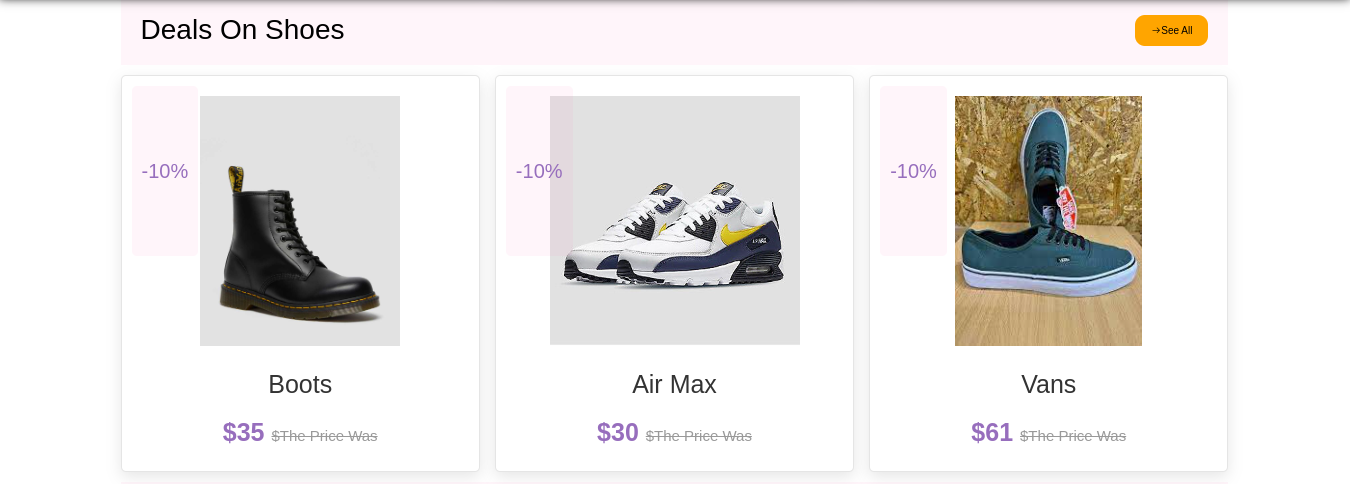 Deals On Shoes
→See All
-10%
-10%
-10%
Boots
Air Max
Vans
$35 $The Price Was
$30 $The Price Was
$61 $The Price Was